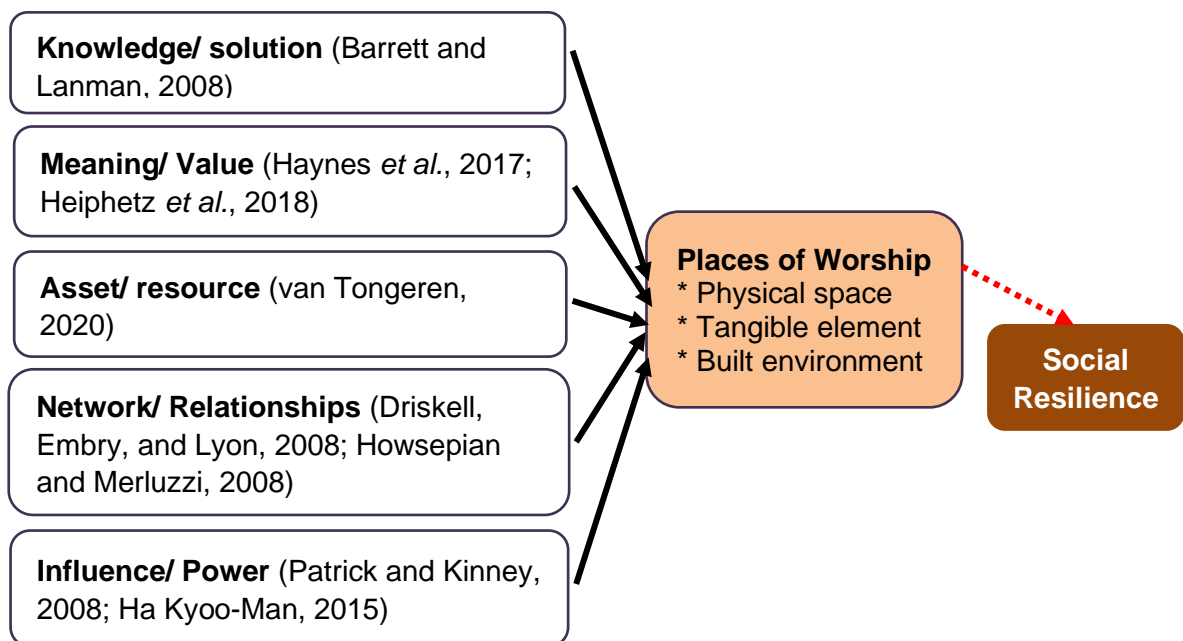 Knowledge/ solution (Barrett and
Lanman, 2008)
Meaning/ Value (Haynes et al., 2017;
Heiphetz et al., 2018)
Asset/ resource (van Tongeren,
2020)
Network/ Relationships (Driskell,
Embry, and Lyon, 2008; Howsepian
and Merluzzi, 2008)
Influence/ Power (Patrick and Kinney,
2008; Ha Kyoo-Man, 2015)
Places of Worship
* Physical space
* Tangible element
* Built environment
Social
Resilience